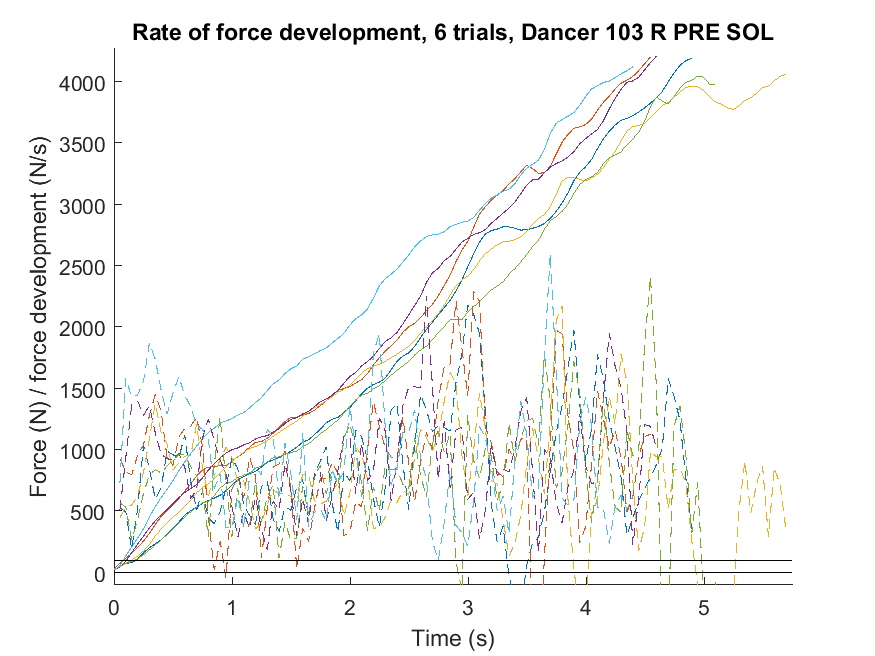 Rate of force development, 6 trials, Dancer 103 R PRE SOL
Force (N) / force development (N/s)
4000
3500
3000
2500
2000
1500
1000
500
0
0 1 2 3 4 5
Time (s)